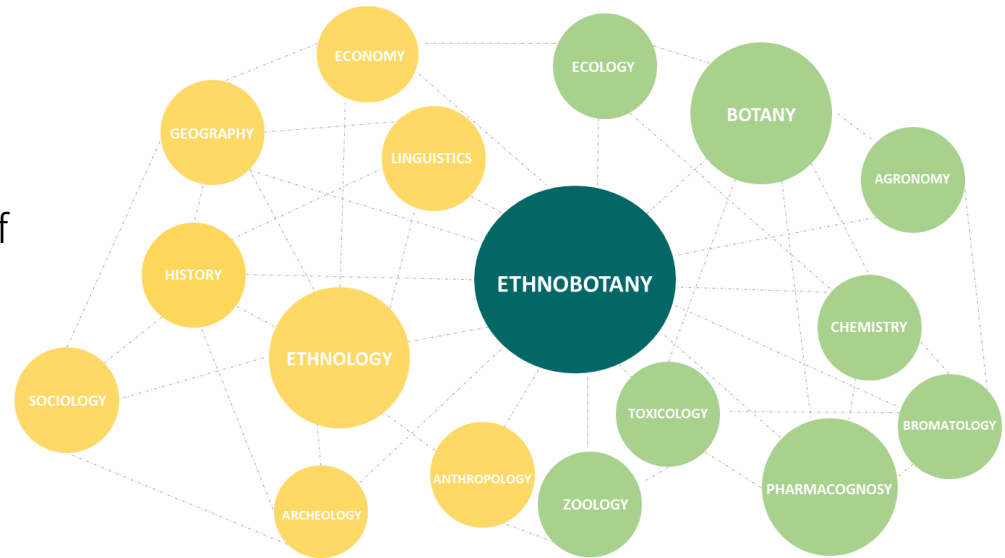 ECONOMY
ECOLOGY
BOTANY
GEOGRAPHY
LINGUISTICS
AGRONOMY
f
HISTORY
ETHNOBOTANY
CHEMISTRY
ETHNOLOGY
SOCIOLOGY
TOXICOLOGY
BROMATOLOGY
ANTHROPOLOGY
PHARMACOGNOSY
ZOOLOGY
ARCHEOLOGY